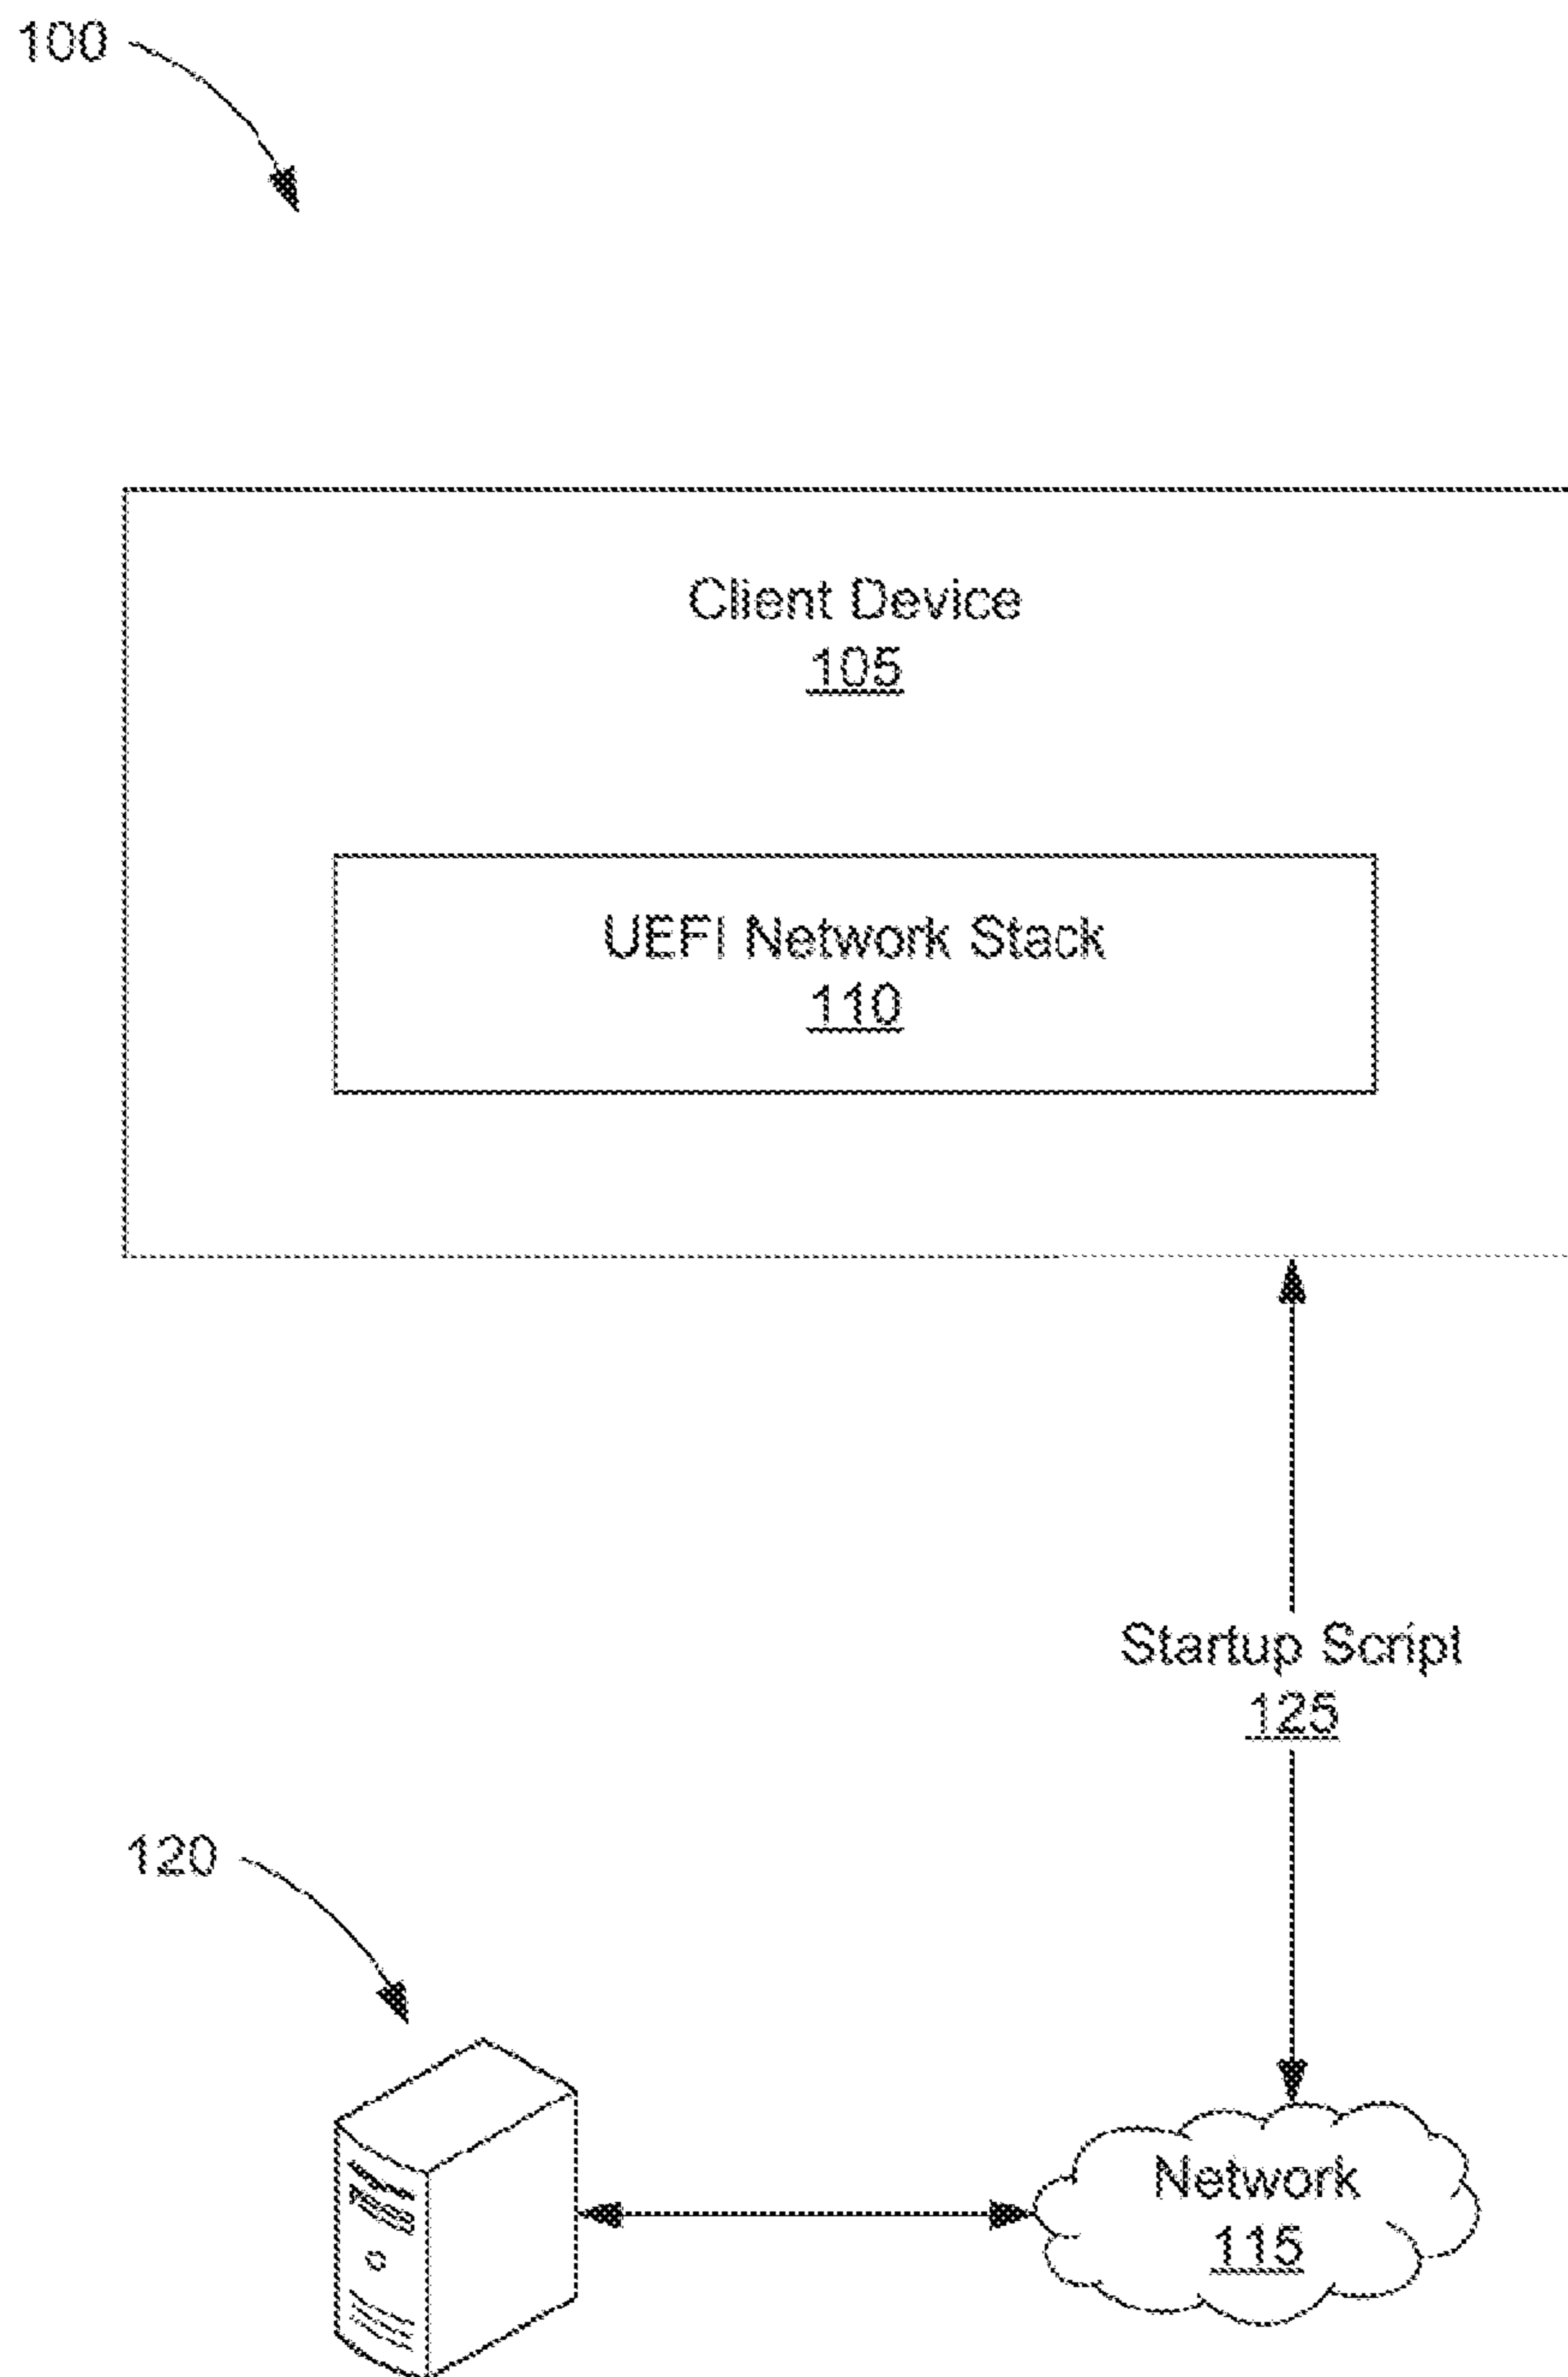 100
Client Device
105
UEFI Network Stack
110
Startup Script
125
120
Network
115